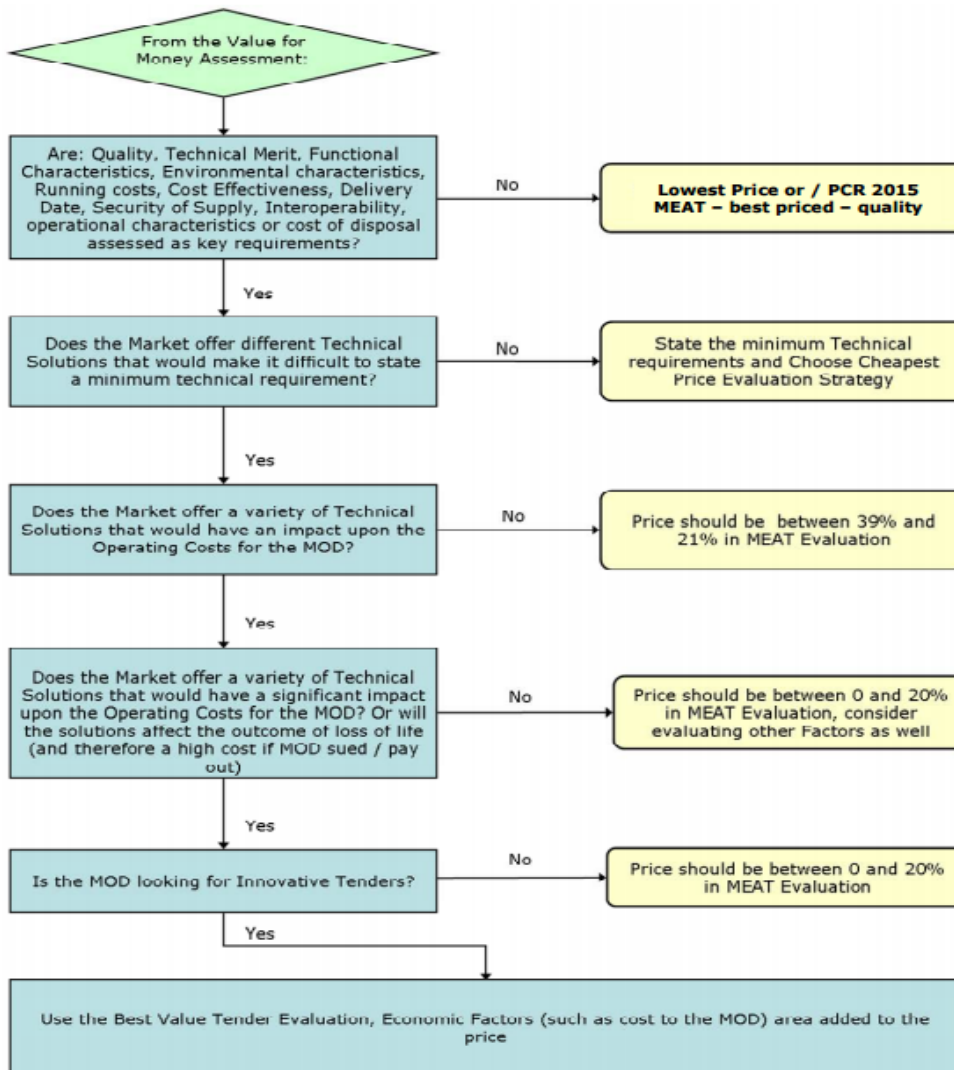 From the Value for
Money Assessment:
Are: Quality, Technical Merit, Functional
Characteristics, Environmental characteristics,
Running costs, Cost Effectiveness, Delivery
Date, Security of Supply, Interoperability,
operational characteristics or cost of disposal
assessed as key requirements?
No
Lowest Price or / PCR 2015
MEAT – best priced – quality
Yes
Does the Market offer different Technical
Solutions that would make it difficult to state
a minimum technical requirement?
No
State the minimum Technical
requirements and Choose Cheapest
Price Evaluation Strategy
Yes
Does the Market offer a variety of Technical
Solutions that would have an impact upon the
Operating Costs for the MOD?
No
Price should be between 39% and
21% in MEAT Evaluation
Yes
Does the Market offer a variety of Technical
Solutions that would have a significant impact
upon the Operating Costs for the MOD? Or will
the solutions affect the outcome of loss of life
(and therefore a high cost if MOD sued / pay
out)
No
Price should be between 0 and 20%
in MEAT Evaluation, consider
evaluating other Factors as well
Yes
Is the MOD looking for Innovative Tenders?
No
Price should be between 0 and 20%
in MEAT Evaluation
Yes
Use the Best Value Tender Evaluation, Economic Factors (such as cost to the MOD) area added to the
price